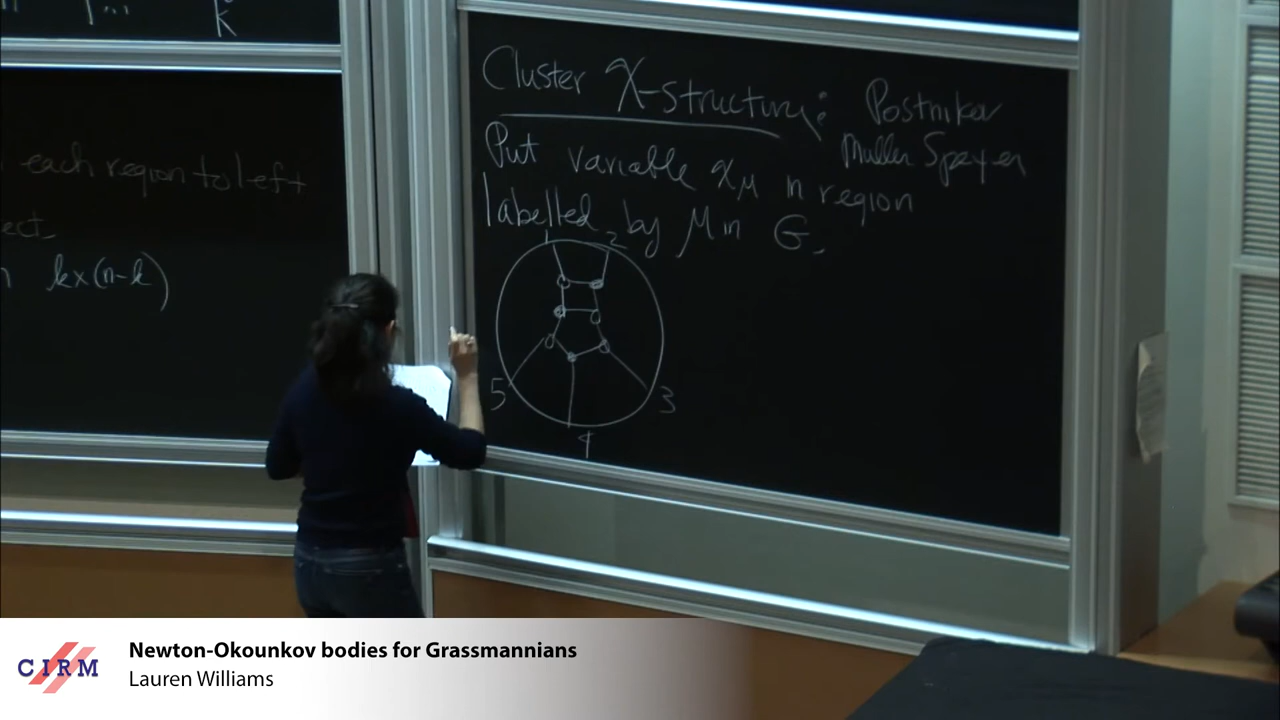 k
each region to left
ect.
k×(n-k)
Cluster X-structure: Postnikov
Muller Speyer
Put variable xμ in region
labelled by μ in G.
1 2
5 3
4
CIRM
Newton-Okounkov bodies for Grassmannians
Lauren Williams